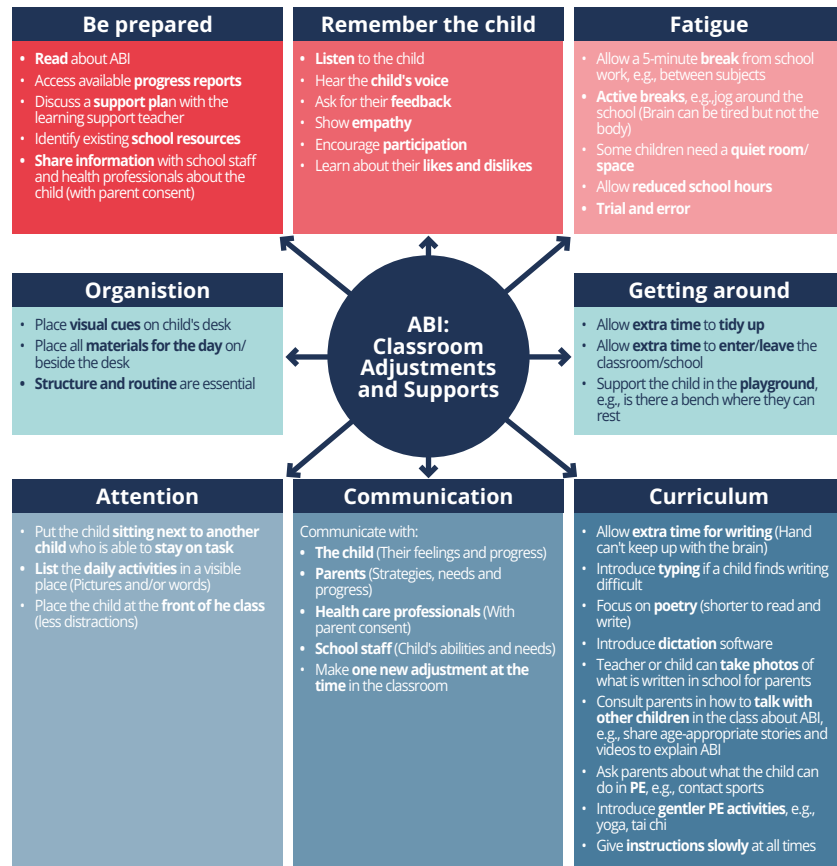 Be prepared
• Read about ABI
• Access available progress reports
• Discuss a support plan with the
learning support teacher
• Identify existing school resources
• Share information with school staff
and health professionals about the
child (with parent consent)
Remember the child
• Listen to the child
• Hear the child's voice
• Ask for their feedback
• Show empathy
• Encourage participation
• Learn about their likes and dislikes
Fatigue
• Allow a 5-minute break from school
work, e.g., between subjects
• Active breaks, e.g.,jog around the
school (Brain can be tired but not the
body)
• Some children need a quiet room/
space
• Allow reduced school hours
• Trial and error
Organistion
• Place visual cues on child's desk
• Place all materials for the day on/
beside the desk
• Structure and routine are essential
ABI:
Classroom
Adjustments
and Supports
Getting around
• Allow extra time to tidy up
• Allow extra time to enter/leave the
classroom/school
• Support the child in the playground,
e.g., is there a bench where they can
rest
Attention
• Put the child sitting next to another
child who is able to stay on task
• List the daily activities in a visible
place (Pictures and/or words)
• Place the child at the front of he class
(less distractions)
Communication
Communicate with:
• The child (Their feelings and progress)
• Parents (Strategies, needs and
progress)
• Health care professionals (With
parent consent)
• School staff (Child's abilities and needs)
• Make one new adjustment at the
time in the classroom
Curriculum
• Allow extra time for writing (Hand
can't keep up with the brain)
• Introduce typing if a child finds writing
difficult
• Focus on poetry (shorter to read and
write)
• Introduce dictation software
• Teacher or child can take photos of
what is written in school for parents
• Consult parents in how to talk with
other children in the class about ABI,
e.g., share age-appropriate stories and
videos to explain ABI
• Ask parents about what the child can
do in PE, e.g., contact sports
• Introduce gentler PE activities, e.g.,
yoga, tai chi
• Give instructions slowly at all times